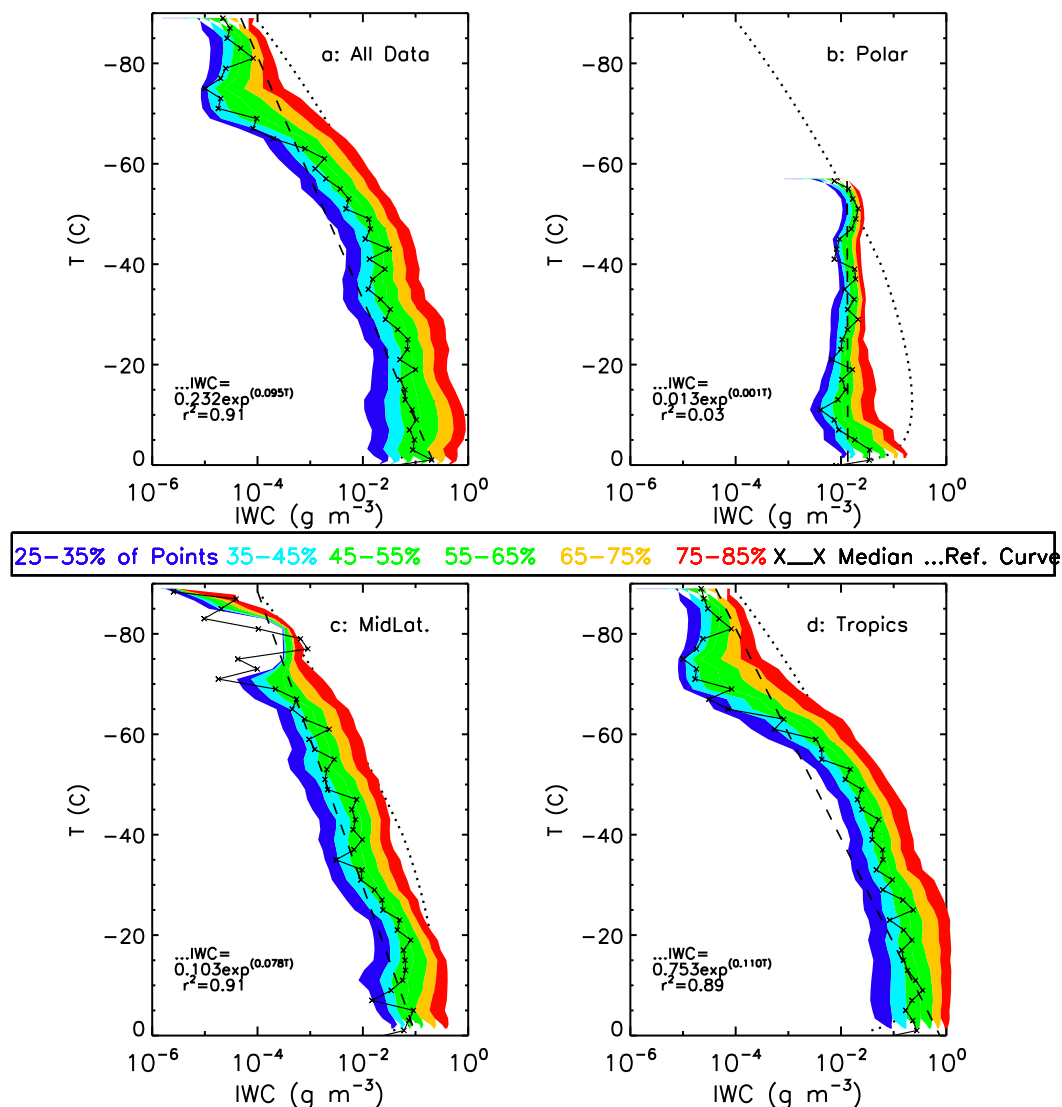 a: All Data
T (C)
-80
-60
-40
-20
0
...IWC=
0.232exp(0.095T)
r2=0.91
10-6 10-4 10-2 100
IWC (g m-3)
b: Polar
T (C)
-80
-60
-40
-20
0
...IWC=
0.013exp(0.001T)
r2=0.03
10-6 10-4 10-2 100
IWC (g m-3)
25-35% of Points 35-45% 45-55% 55-65% 65-75% 75-85% X__X Median ...Ref. Curve
c: MidLat.
T (C)
-80
-60
-40
-20
0
...IWC=
0.103exp(0.078T)
r2=0.91
10-6 10-4 10-2 100
IWC (g m-3)
d: Tropics
T (C)
-80
-60
-40
-20
0
...IWC=
0.753exp(0.110T)
r2=0.89
10-6 10-4 10-2 100
IWC (g m-3)